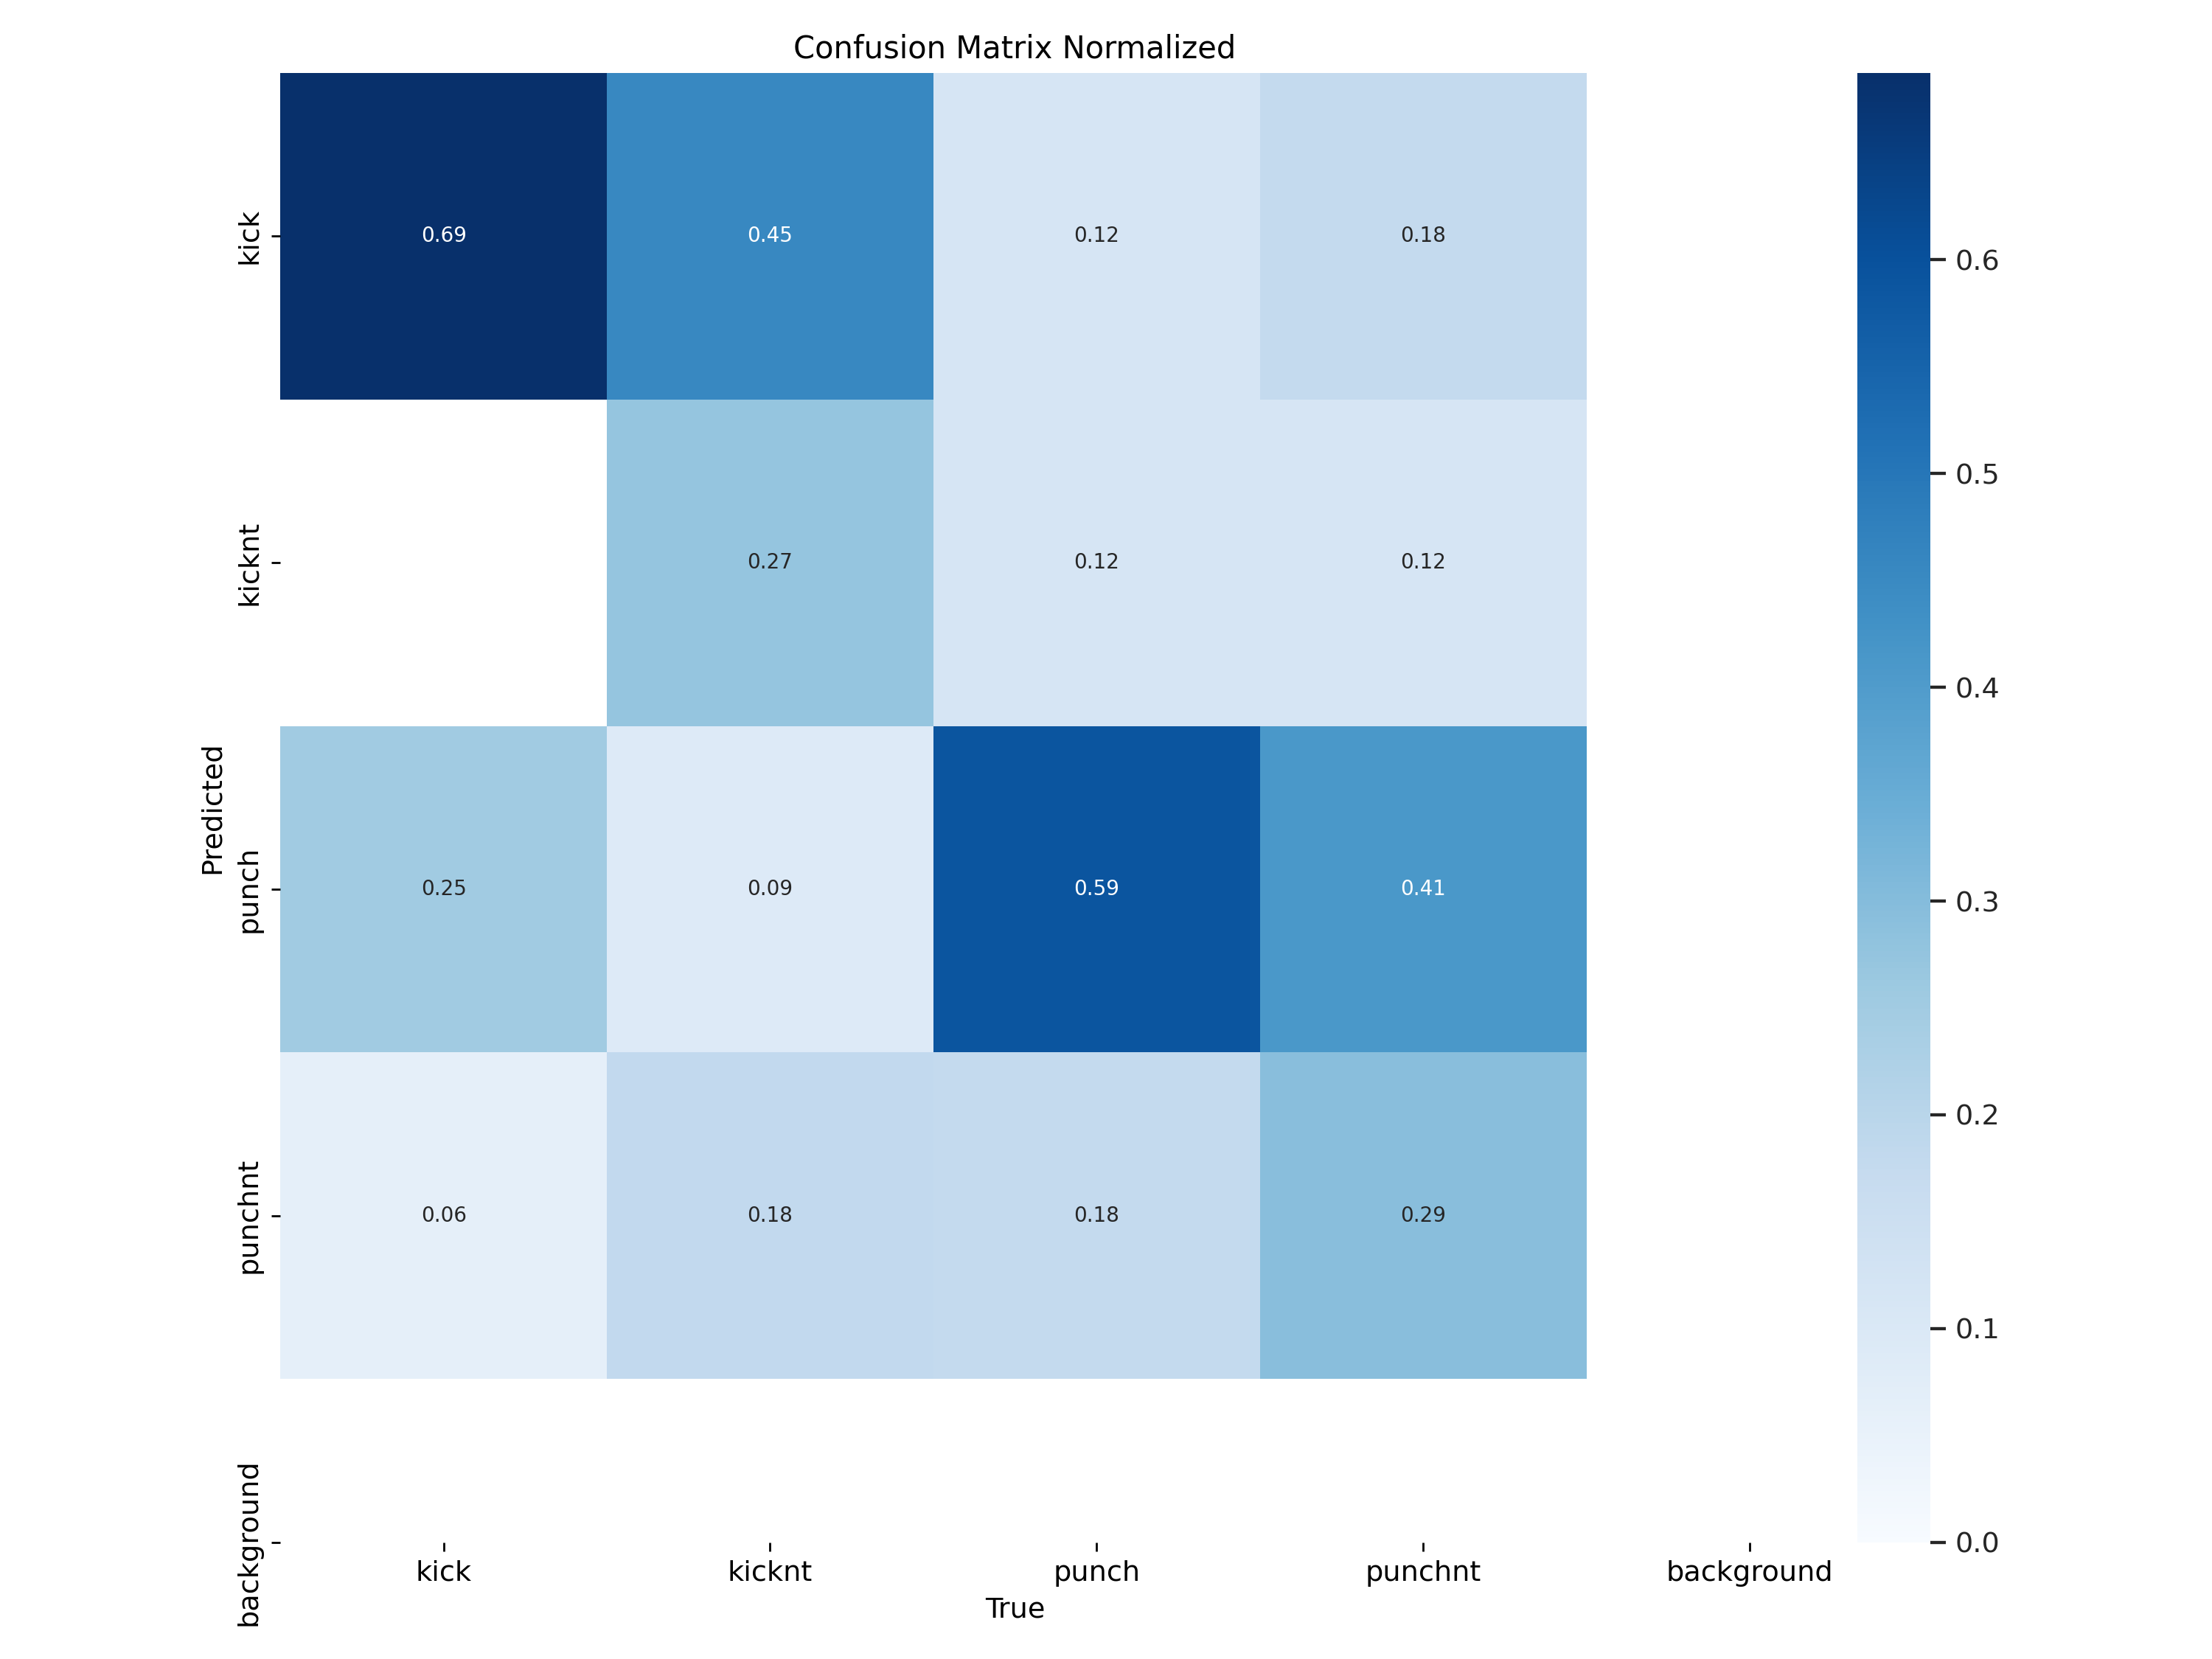 Confusion Matrix Normalized
kick
0.69 0.45 0.12 0.18
kicknt
0.27 0.12 0.12
Predicted
punch
0.25 0.09 0.59 0.41
punchnt
0.06 0.18 0.18 0.29
background
kick kicknt punch punchnt background
True
0.6
0.5
0.4
0.3
0.2
0.1
0.0